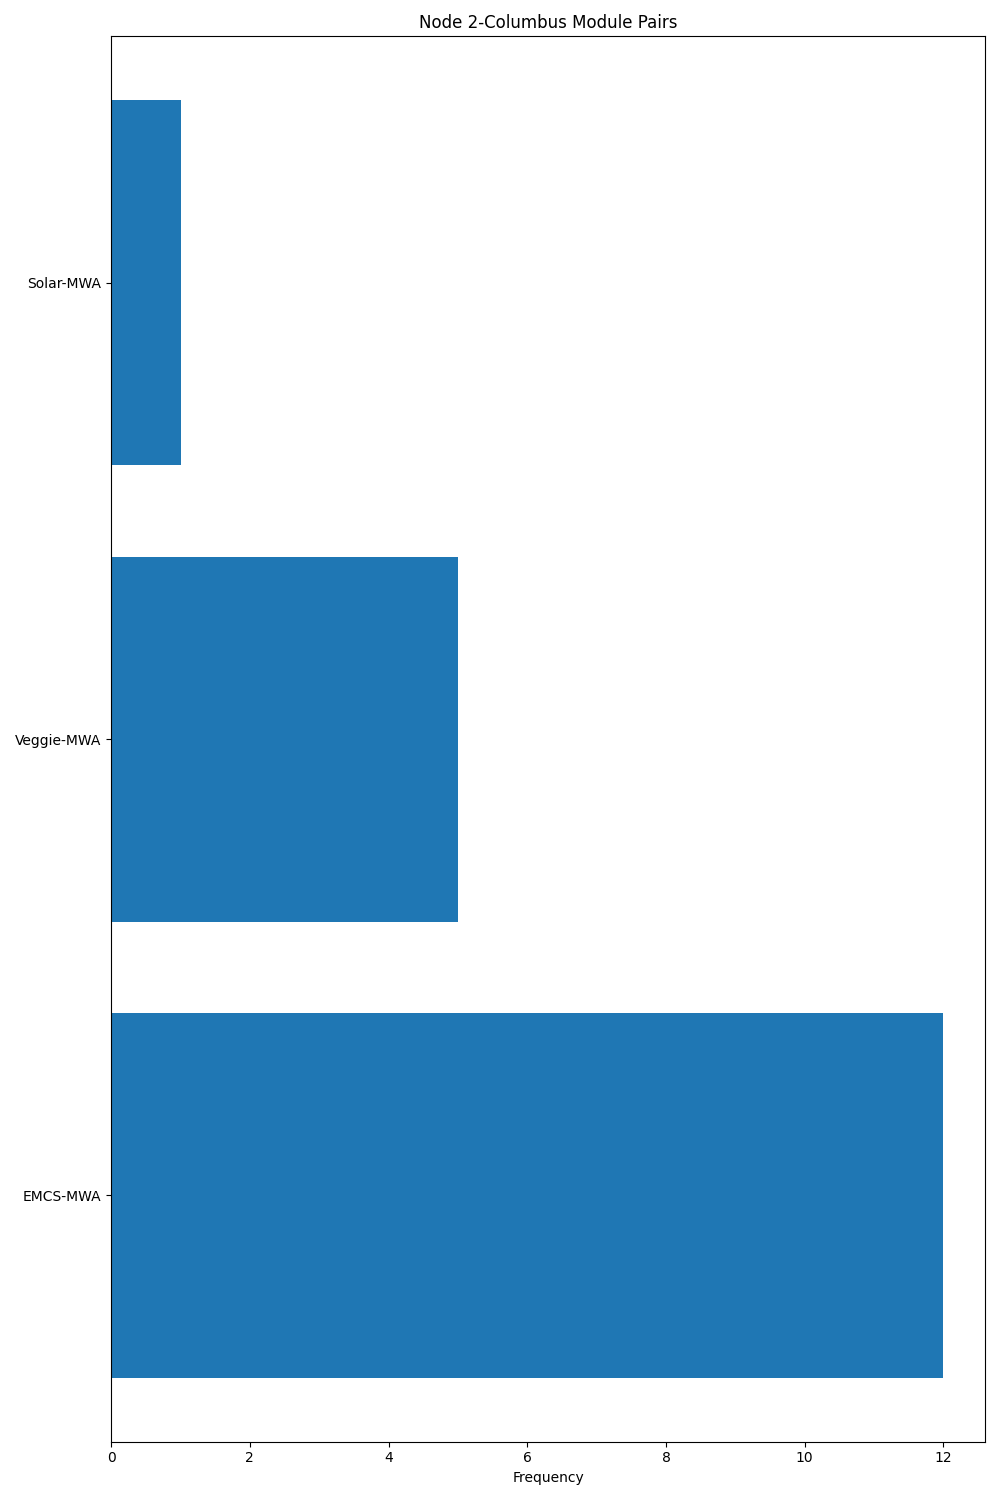 Node 2-Columbus Module Pairs
Solar-MWA
Veggie-MWA
EMCS-MWA
0 2 4 6 8 10 12
Frequency